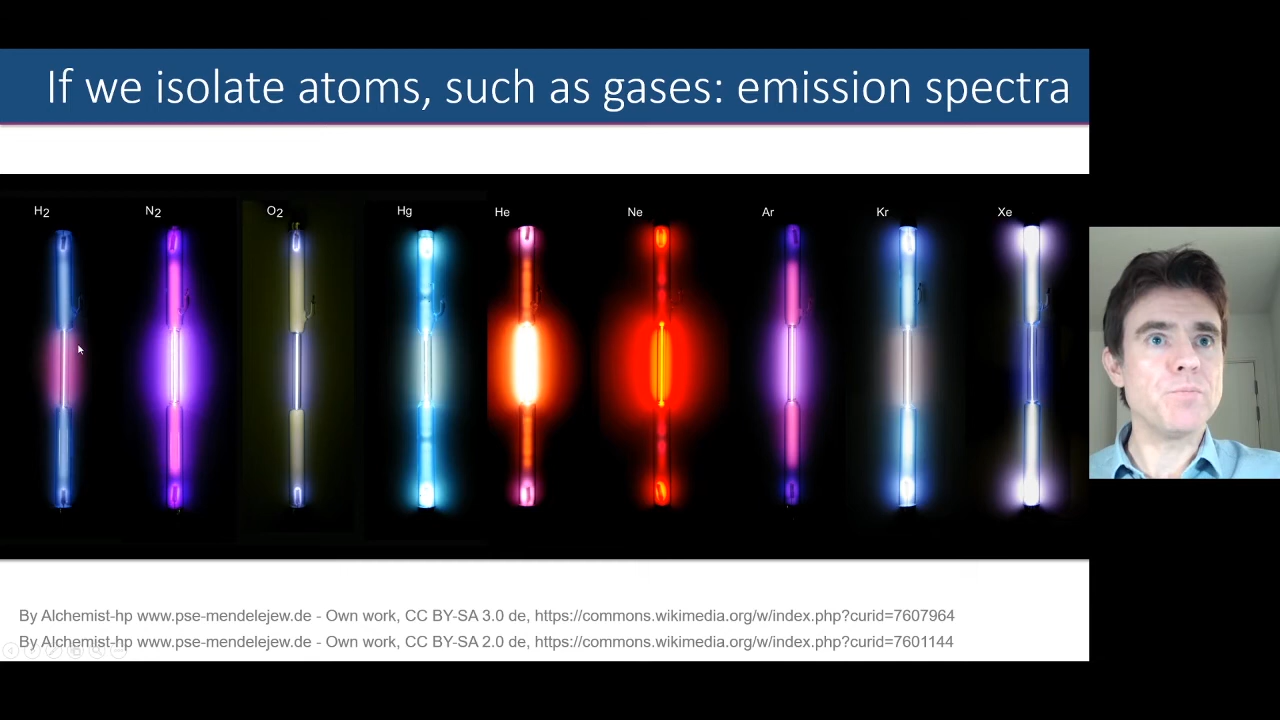 If we isolate atoms, such as gases: emission spectra
H2 N2 O2 Hg He Ne Ar Kr Xe
By Alchemist-hp www.pse-mendelejew.de - Own work, CC BY-SA 3.0 de, https://commons.wikimedia.org/w/index.php?curid=7607964
By Alchemist-hp www.pse-mendelejew.de - Own work, CC BY-SA 2.0 de, https://commons.wikimedia.org/w/index.php?curid=7601144